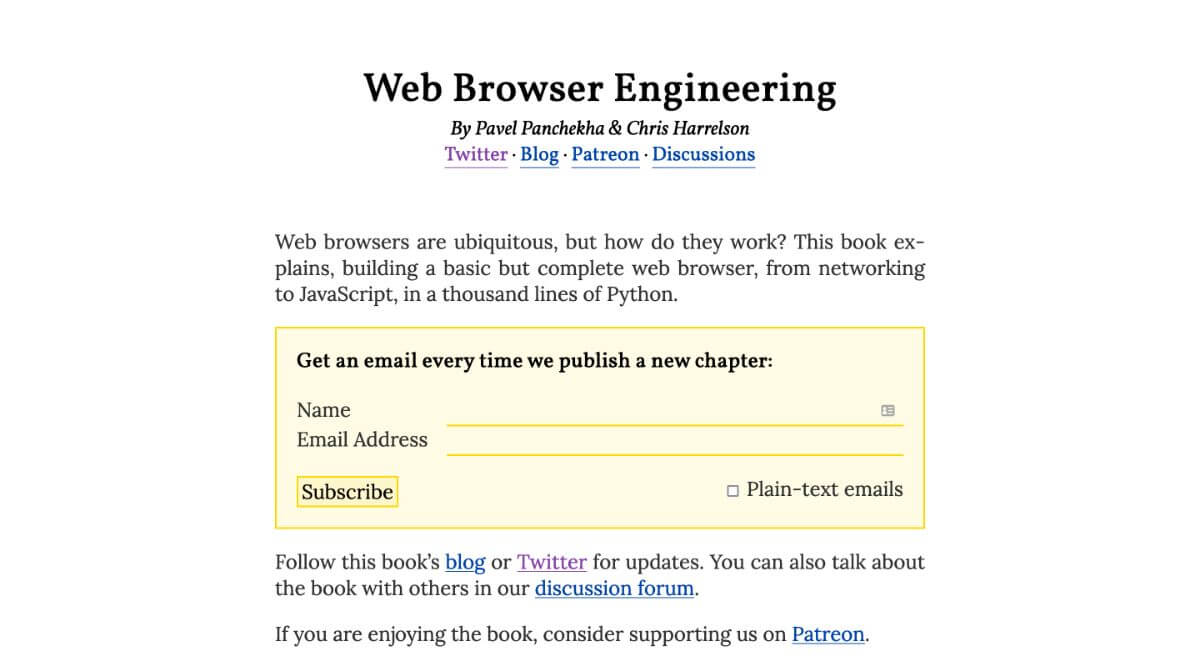 Web Browser Engineering
By Pavel Panchekha & Chris Harrelson
Twitter · Blog · Patreon · Discussions
Web browsers are ubiquitous, but how do they work? This book ex-
plains, building a basic but complete web browser, from networking
to JavaScript, in a thousand lines of Python.
Get an email every time we publish a new chapter:
Name
Email Address
Subscribe
Plain-text emails
Follow this book’s blog or Twitter for updates. You can also talk about
the book with others in our discussion forum.
If you are enjoying the book, consider supporting us on Patreon.